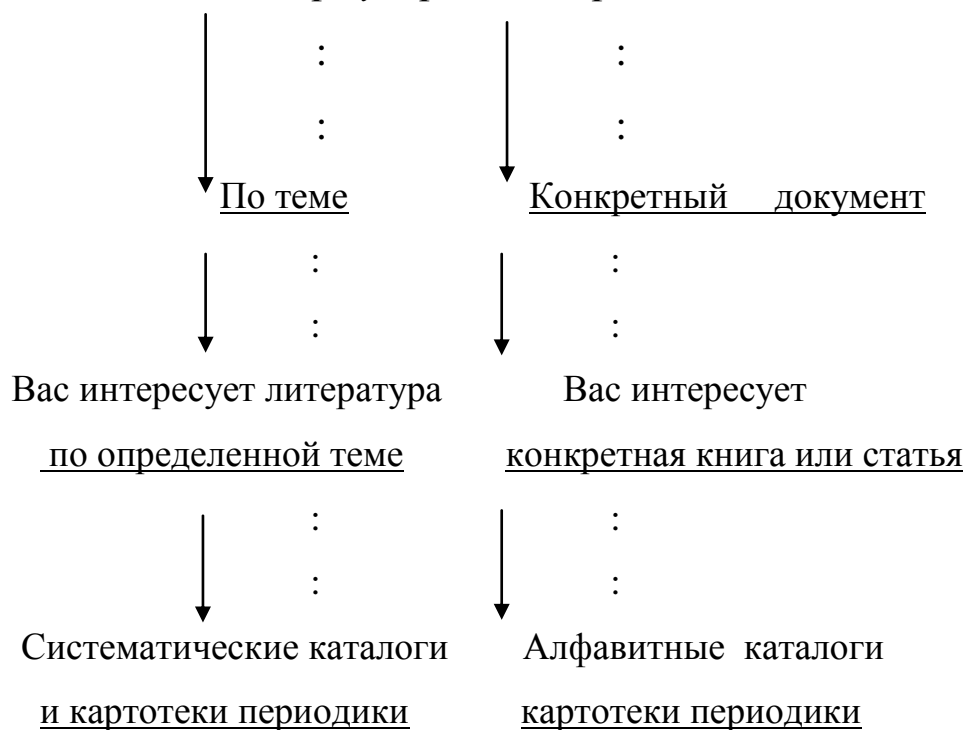 :	:
:	:
По теме	Конкретный документ
:	:
:	:
Вас интересует литература	Вас интересует
по определенной теме	конкретная книга или статья
:	:
:	:
Систематические каталоги	Алфавитные каталоги
и картотеки периодики	картотеки периодики